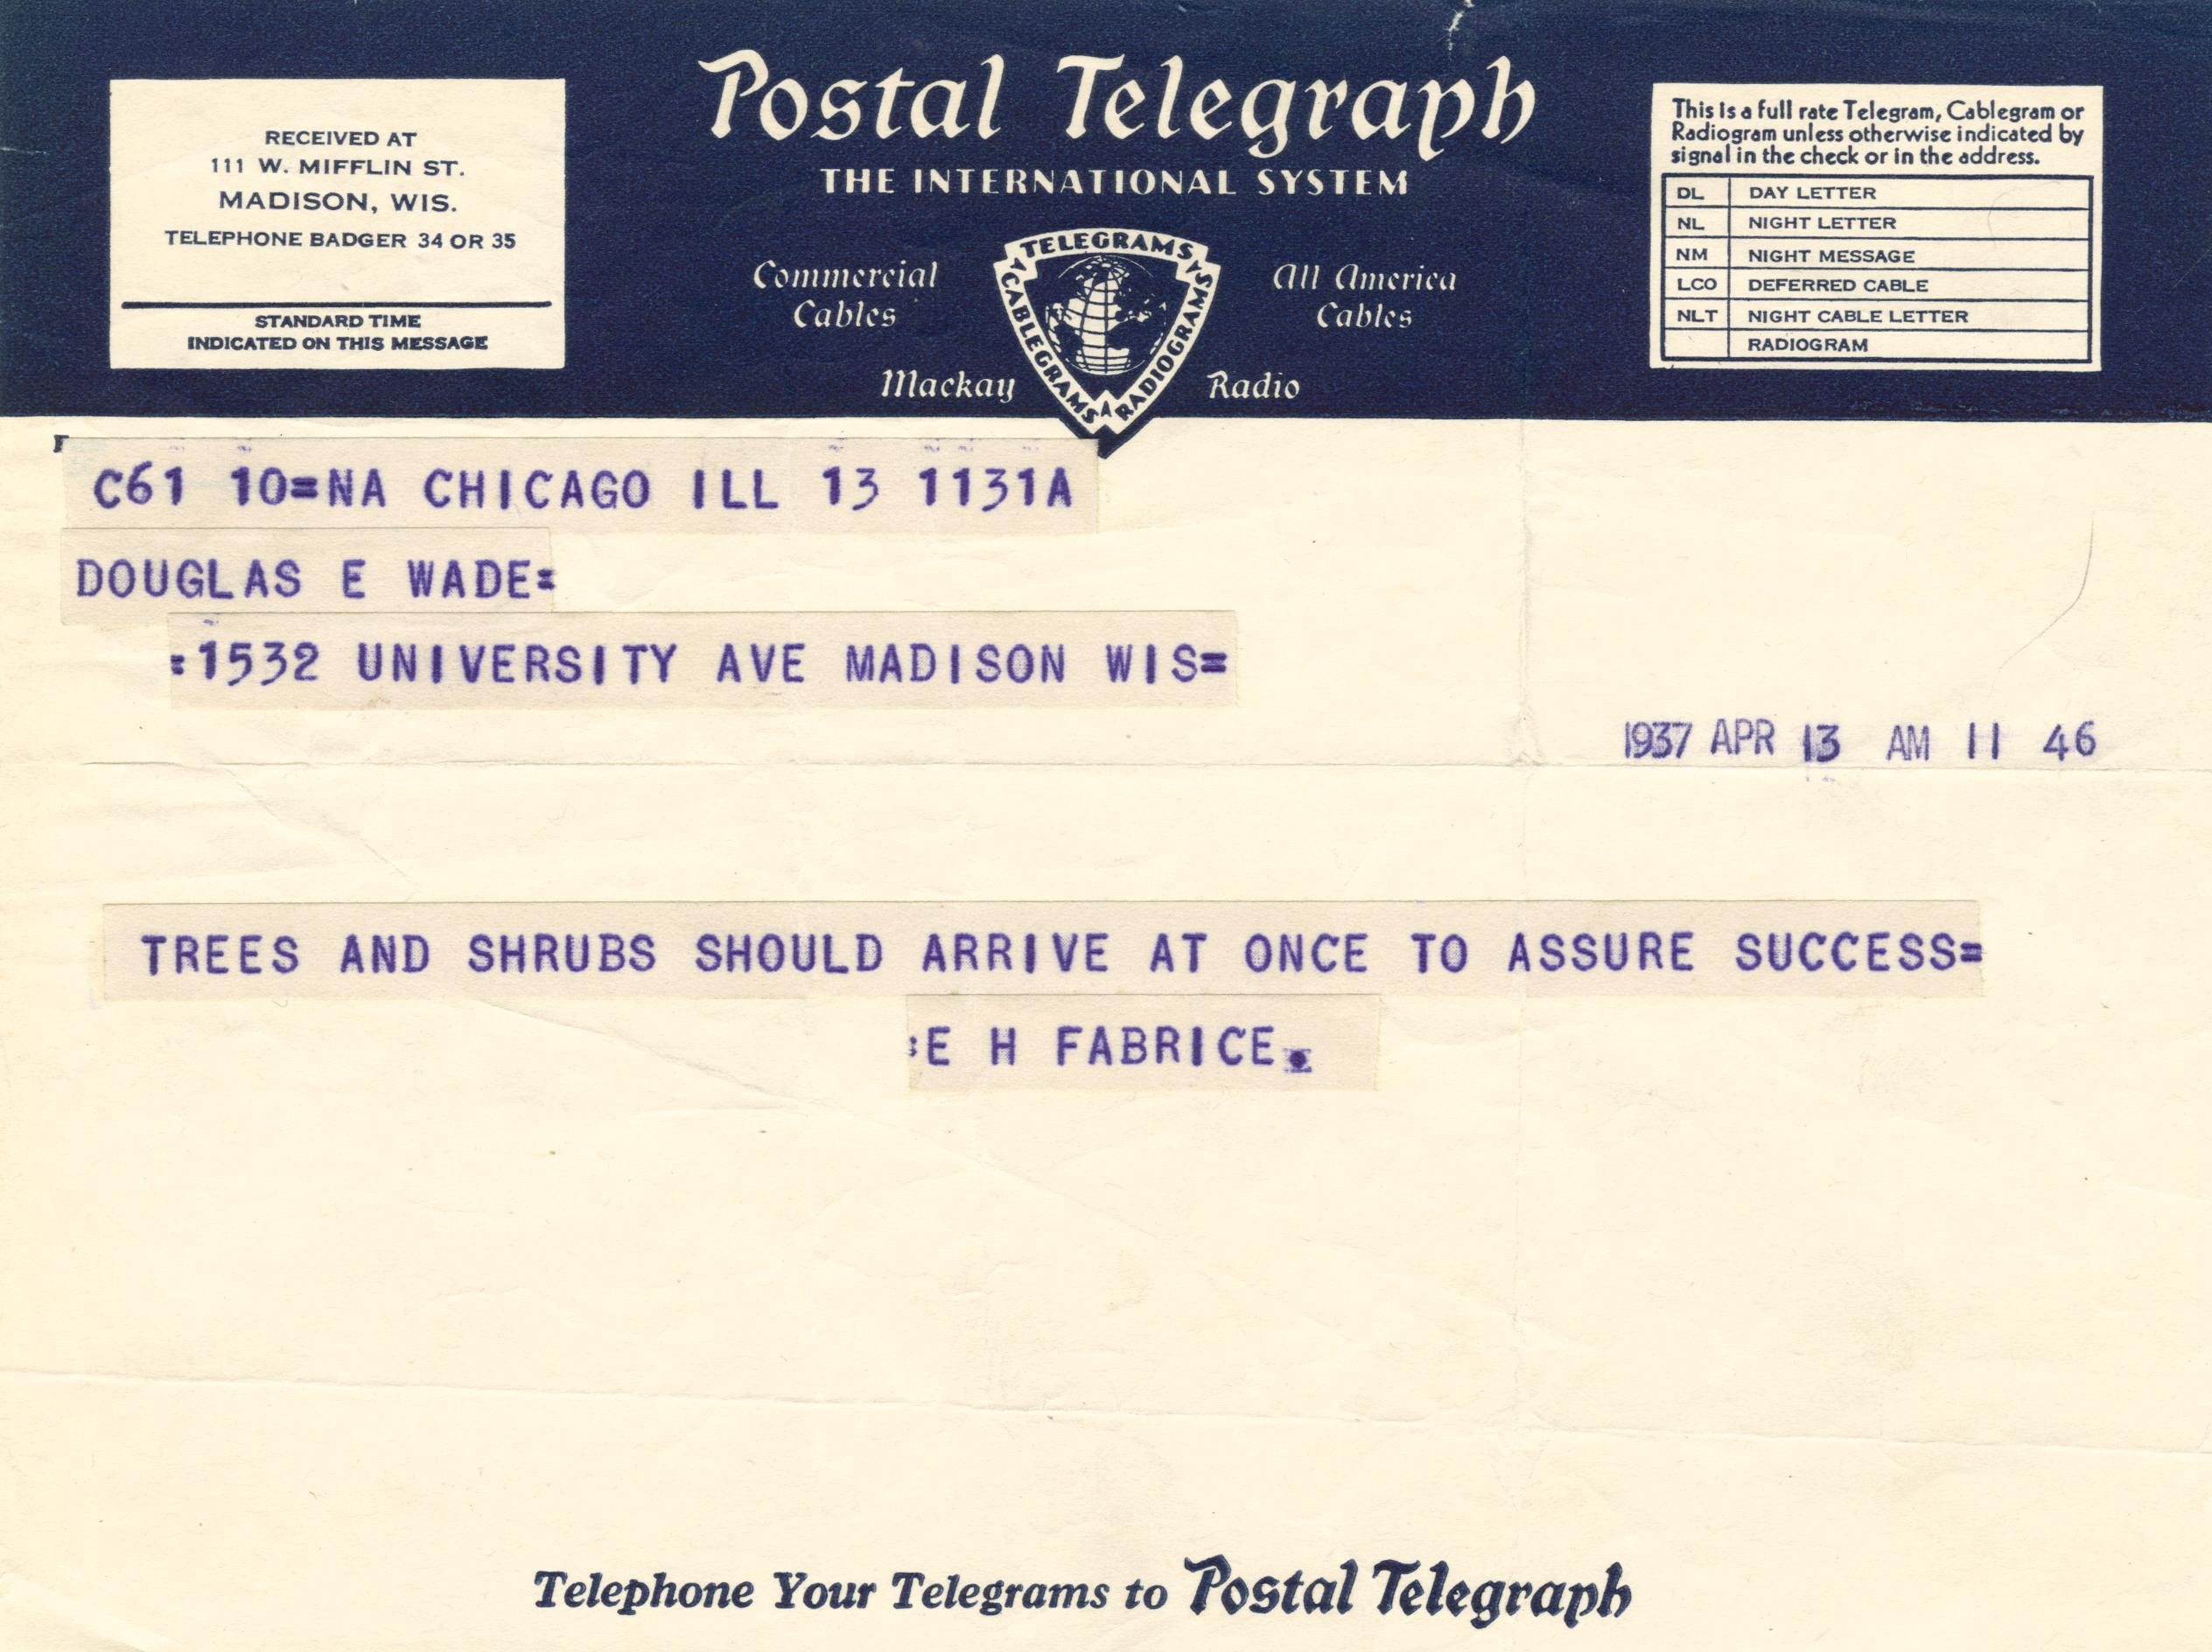 RECEIVED AT
111 W. MIFFLIN ST.
MADISON, WIS.
TELEPHONE BADGER 34 OR 35
STANDARD TIME
INDICATED ON THIS MESSAGE
Postal Telegraph
THE INTERNATIONAL SYSTEM
Commercial
Cables
TELEGRAMS
CABLEGRAMS
RADIOGRAMS
All America
Cables
Mackay
Radio
This is a full rate Telegram, Cablegram or
Radiogram unless otherwise indicated by
signal in the check or in the address.
DL DAY LETTER
NL NIGHT LETTER
NM NIGHT MESSAGE
LCO DEFERRED CABLE
NLT NIGHT CABLE LETTER
RADIOGRAM
C61 10=NA CHICAGO ILL 13 1131A
DOUGLAS E WADE=
:1532 UNIVERSITY AVE MADISON WIS=
1937 APR 13 AM 11 46
TREES AND SHRUBS SHOULD ARRIVE AT ONCE TO ASSURE SUCCESS=
:E H FABRICE.
Telephone Your Telegrams to Postal Telegraph